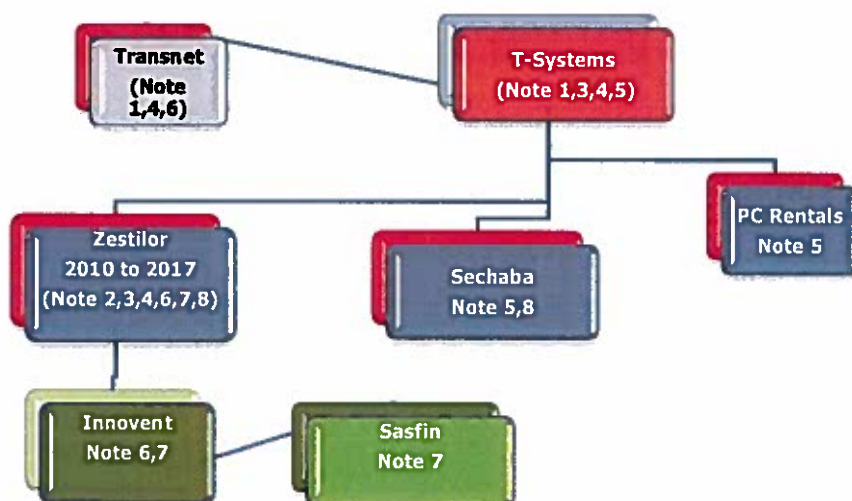 Transnet
(Note
1,4,6)
T-Systems
(Note 1,3,4,5)
PC Rentals
Note 5
Zestilor
2010 to 2017
(Note 2,3,4,6,7,8)
Sechaba
Note 5,8
Innovent
Note 6,7
Sasfin
Note 7